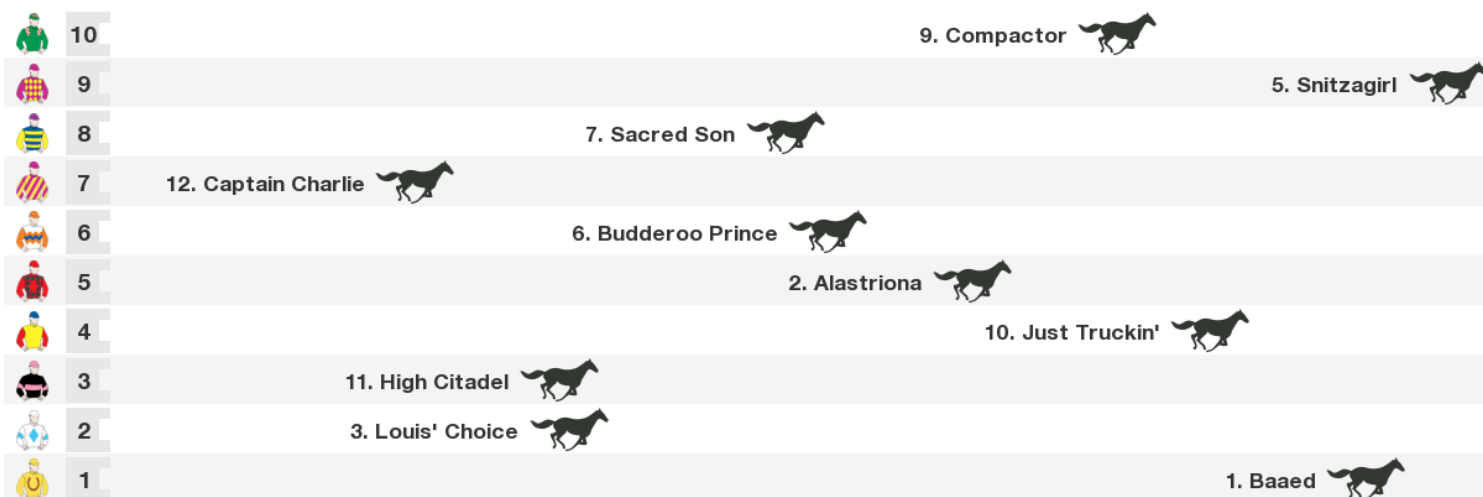 10 9. Compactor
9 5. Snitzagirl
8 7. Sacred Son
7 12. Captain Charlie
6 6. Budderoo Prince
5 2. Alastriona
4 10. Just Truckin'
3 11. High Citadel
2 3. Louis' Choice
1 1. Baaed